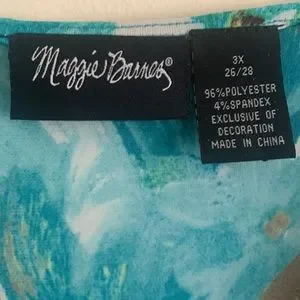 Maggie Barnes®
3X
26/28
96%POLYESTER
4%SPANDEX
EXCLUSIVE OF
DECORATION
MADE IN CHINA